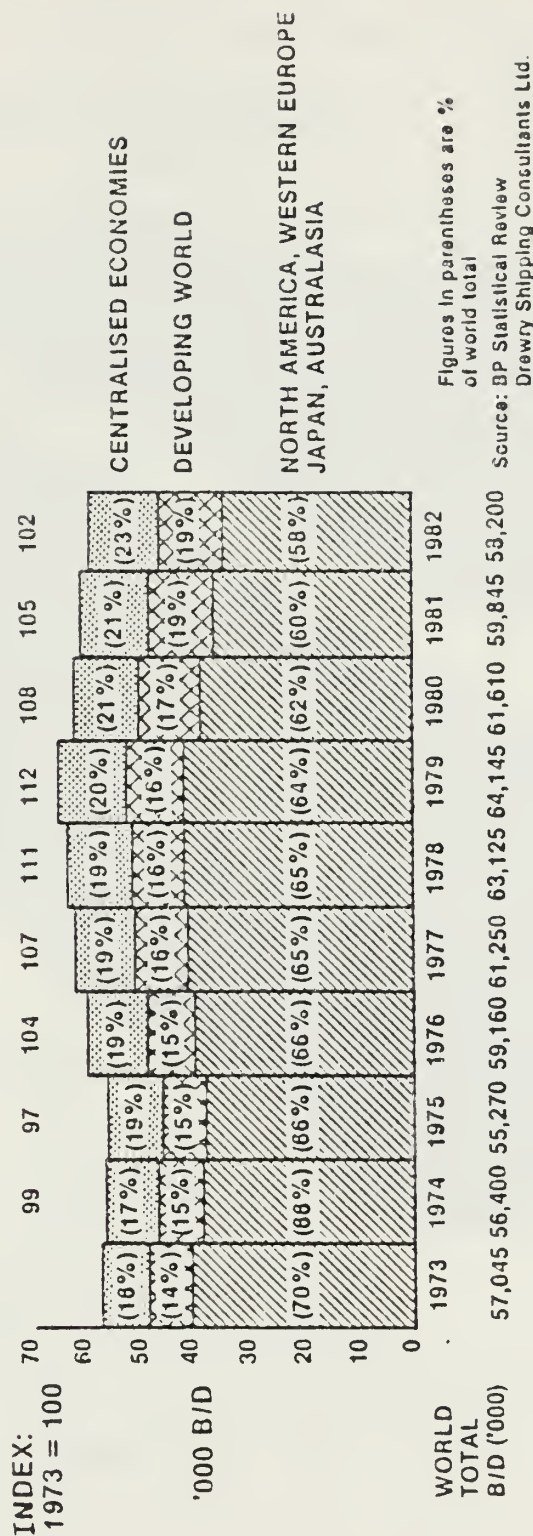 INDEX:
1973 = 100
99 97 104 107 111 112 108 105 102
70
60
50
40
30
20
10
0
'000 B/D
(18%) (17%) (19%) (19%) (19%) (19%) (20%) (21%) (21%) (23%)
CENTRALISED ECONOMIES
(14%) (15%) (15%) (15%) (16%) (16%) (16%) (17%) (19%) (19%)
DEVELOPING WORLD
(70%) (88%) (86%) (66%) (65%) (65%) (64%) (62%) (60%) (58%)
NORTH AMERICA, WESTERN EUROPE
JAPAN, AUSTRALASIA
1973 1974 1975 1976 1977 1978 1979 1980 1981 1982
WORLD
TOTAL
B/D ('000)
57,045 56,400 55,270 59,160 61,250 63,125 64,145 61,610 59,845 58,200
Figures in parentheses are %
of world total
Source: BP Statistical Review
Drewry Shipping Consultants Ltd.